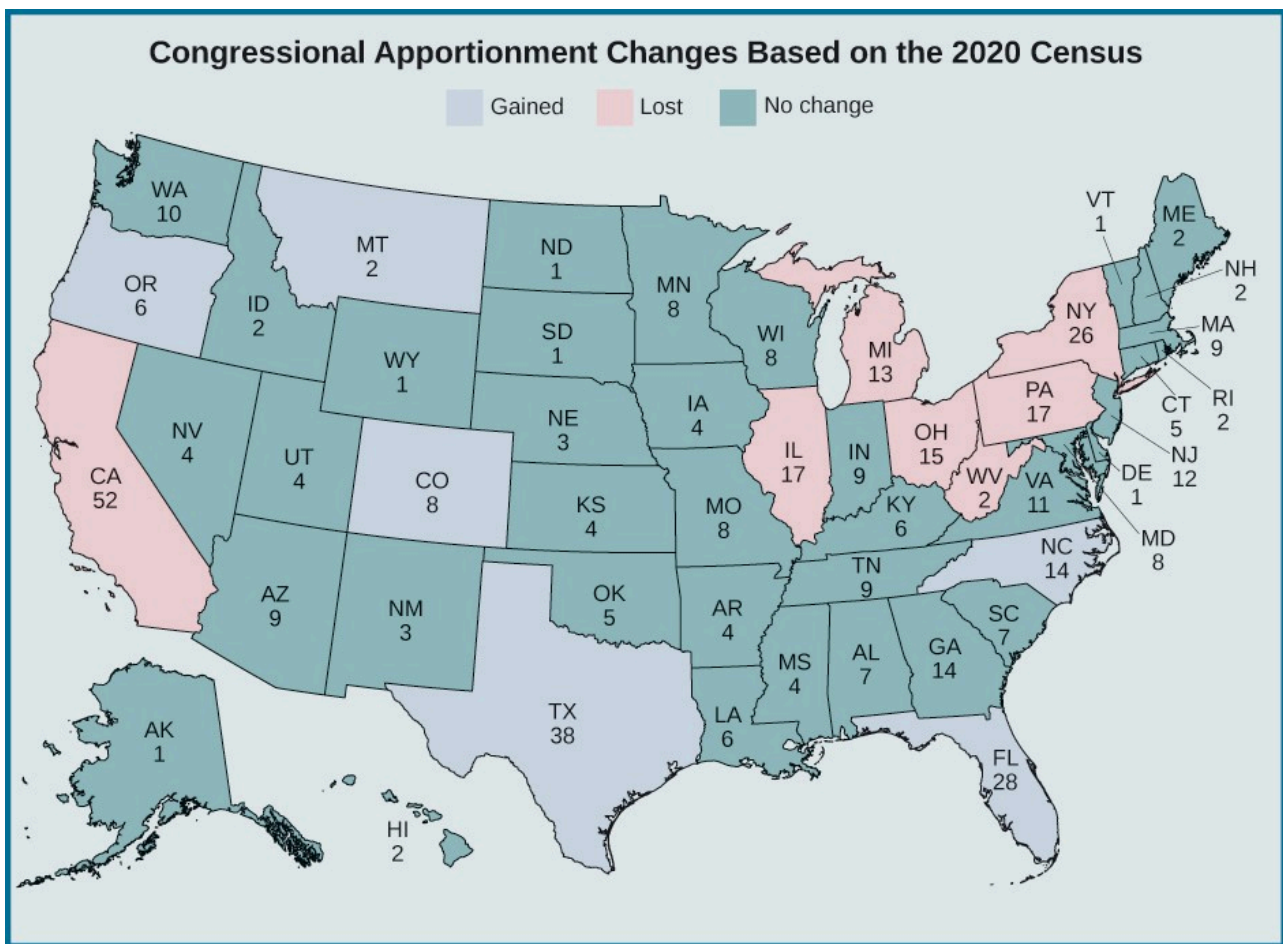 Congressional Apportionment Changes Based on the 2020 Census
Gained
Lost
No change
WA
10
OR
6
CA
52
NV
4
ID
2
MT
2
WY
1
UT
4
CO
8
AZ
9
NM
3
ND
1
SD
1
NE
3
KS
4
OK
5
TX
38
MN
8
IA
4
MO
8
AR
4
LA
6
WI
8
IL
17
MI
13
IN
9
OH
15
KY
6
TN
9
MS
4
AL
7
GA
14
FL
28
SC
7
NC
14
VA
11
WV
2
PA
17
NY
26
VT
1
ME
2
NH
2
MA
9
RI
2
CT
5
NJ
12
DE
1
MD
8
AK
1
HI
2